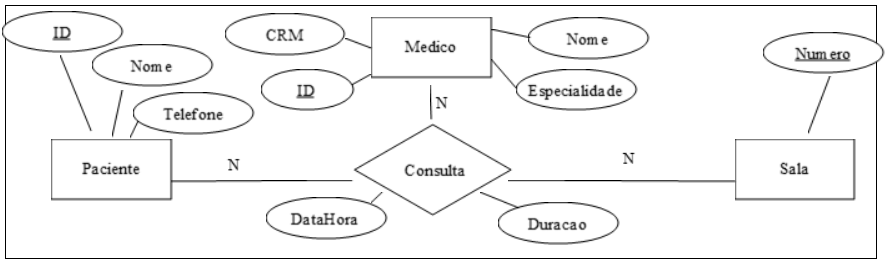 ID
CRM
Medico
Nome
Numero
Nome
ID
Especialidade
N
Telefone
Paciente
N
Consulta
N
Sala
DataHora
Duracao